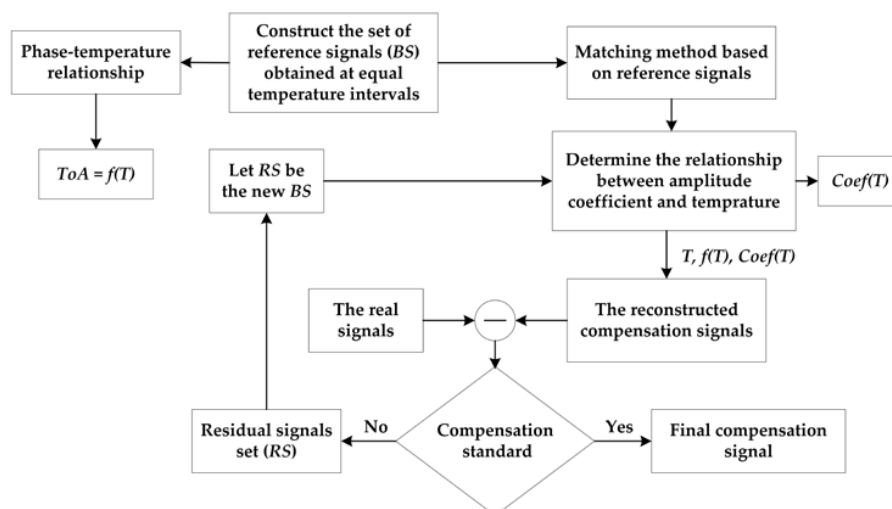 Phase-temperature
relationship
Construct the set of
reference signals (BS)
obtained at equal
temperature intervals
Matching method based
on reference signals
ToA = f(T)
Let RS be
the new BS
Determine the relationship
between amplitude
coefficient and temprature
Coef(T)
T, f(T), Coef(T)
The real
signals
—
The reconstructed
compensation signals
Residual signals
set (RS)
No
Compensation
standard
Yes
Final compensation
signal